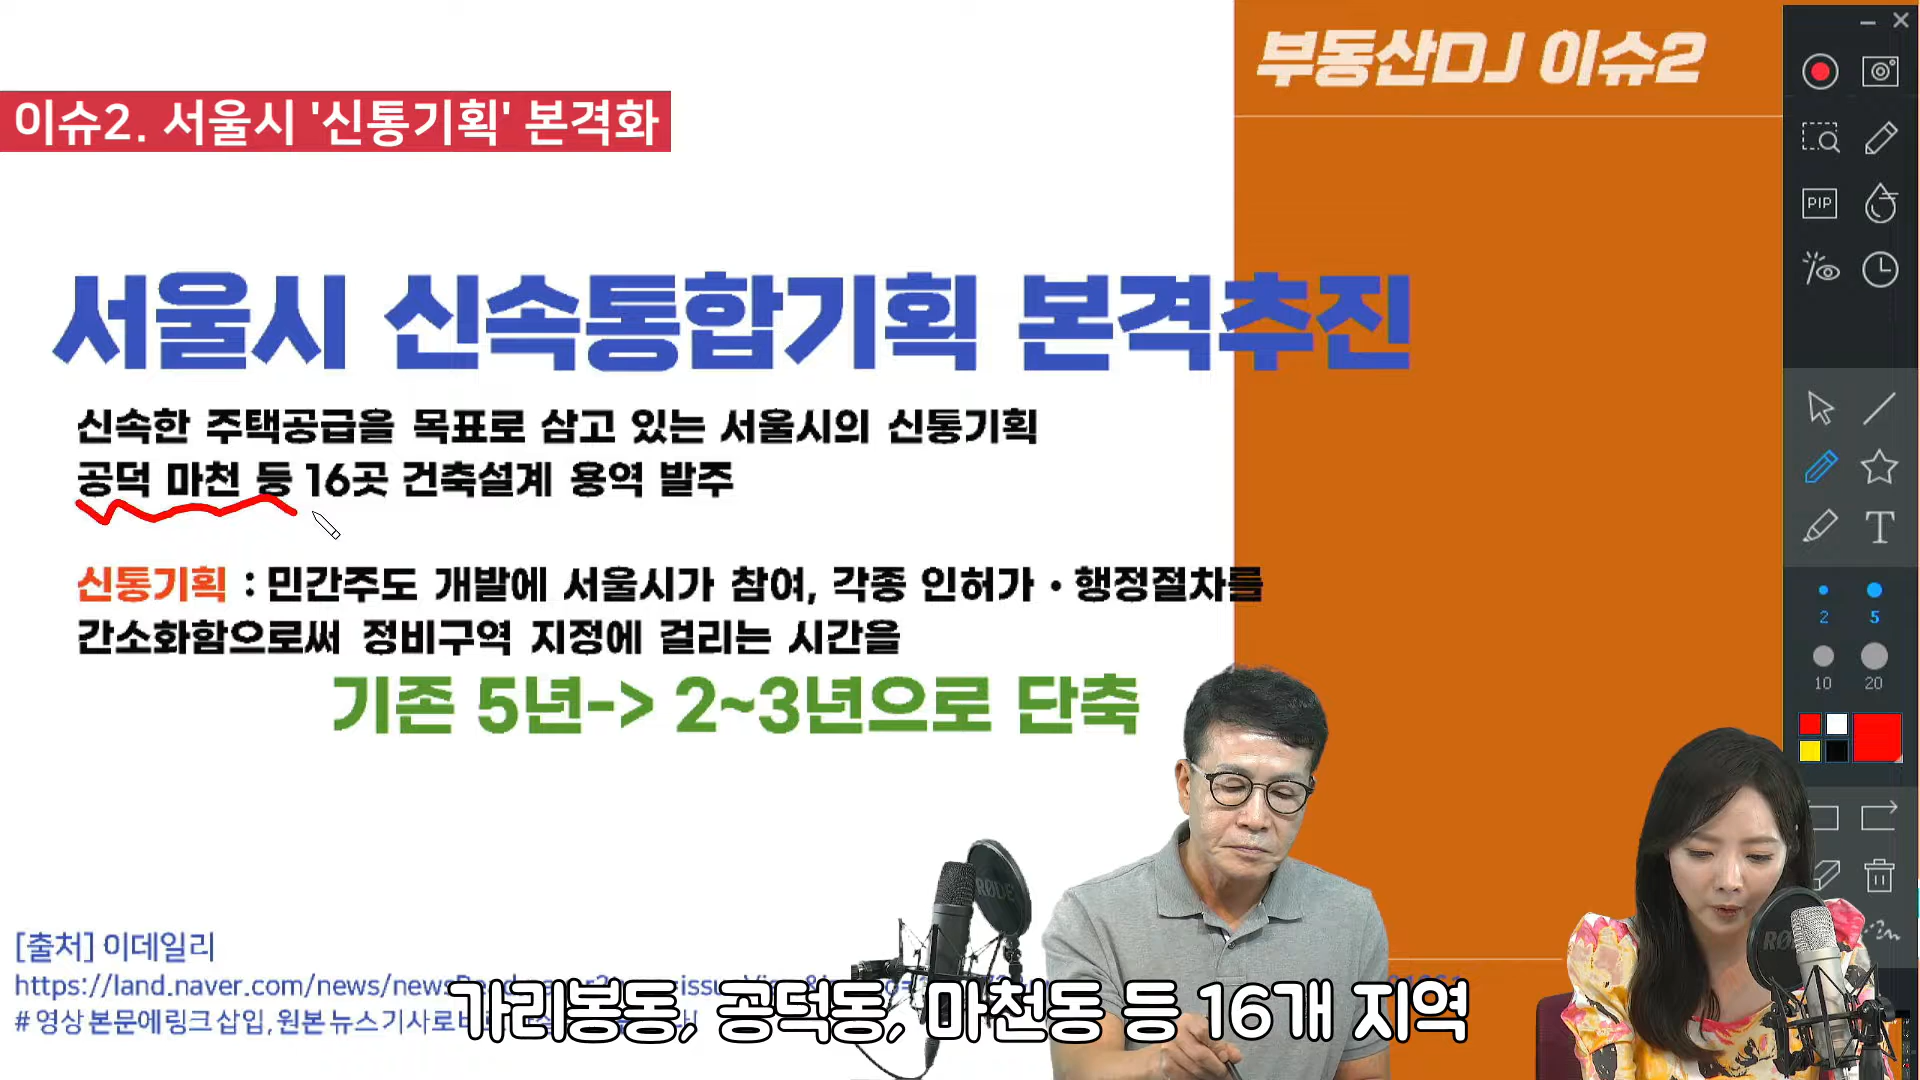 부동산DJ 이슈2
이슈2. 서울시 '신통기획' 본격화
서울시 신속통합기획 본격추진
신속한 주택공급을 목표로 삼고 있는 서울시의 신통기획
공덕 마천 등 16곳 건축설계 용역 발주
신통기획 : 민간주도 개발에 서울시가 참여, 각종 인허가·행정절차를
간소화함으로써 정비구역 지정에 걸리는 시간을
기존 5년-> 2~3년으로 단축
[출처] 이데일리
https://land.naver.com/news/
# 영상 본문에 링크 삽입, 원본 뉴스기사로
가리봉동, 공덕동, 마천동 등 16개 지역
PIP
T
2 5
10 20
RØDE